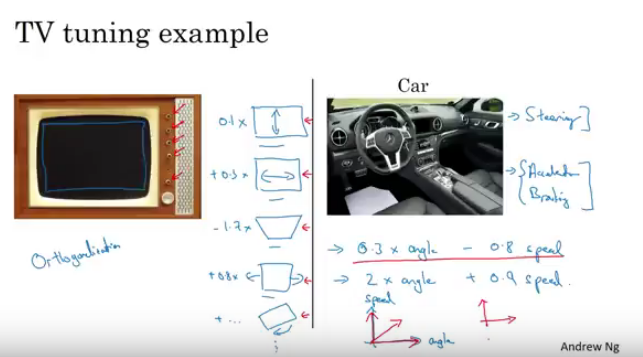 TV tuning example
Car
0.1 x
+ 0.3 x
- 1.7 x
+ 0.8 x
+ ...
Orthogonalization
→ Steering ]
→ { Acceleration
Braking ]
→ 0.3 x angle - 0.8 speed
→ 2 x angle + 0.9 speed.
speed
angle
Andrew Ng